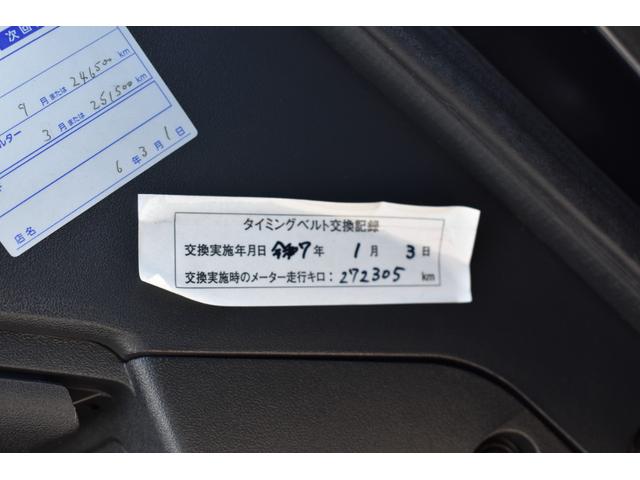 次回
9月または 246500 km
ルター 3月または 251500 km
6年3月1日
店名
タイミングベルト交換記録
交換実施年月日 令和7年 1月 3日
交換実施時のメーター走行キロ：272305 km